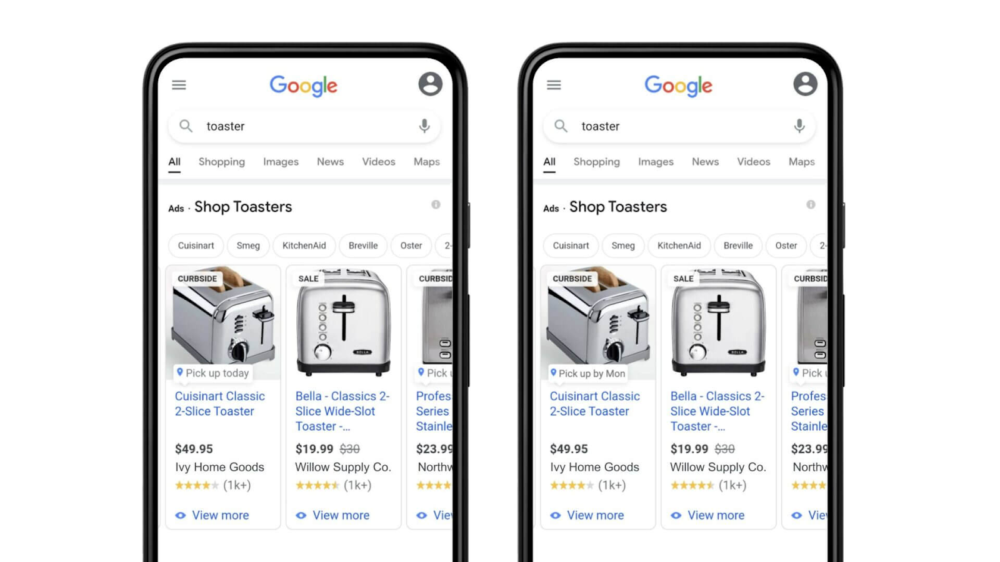 Google
toaster
All Shopping Images News Videos Maps
Ads · Shop Toasters
Cuisinart Smeg KitchenAid Breville Oster 2-
CURBSIDE
Pick up today
Cuisinart Classic
2-Slice Toaster
$49.95
Ivy Home Goods
(1k+)
View more
SALE
BELLA
Bella - Classics 2-
Slice Wide-Slot
Toaster -...
$19.99 $30
Willow Supply Co.
(1k+)
View more
CURBSID
Pick u
Profes
Series
Stainle
$23.99
Northw
Vie
Google
toaster
All Shopping Images News Videos Maps
Ads · Shop Toasters
Cuisinart Smeg KitchenAid Breville Oster 2-
CURBSIDE
Pick up by Mon
Cuisinart Classic
2-Slice Toaster
$49.95
Ivy Home Goods
(1k+)
View more
SALE
BELLA
Bella - Classics 2-
Slice Wide-Slot
Toaster -...
$19.99 $30
Willow Supply Co.
(1k+)
View more
CURBSID
Pick u
Profes
Series
Stainle
$23.99
Northw
Vie